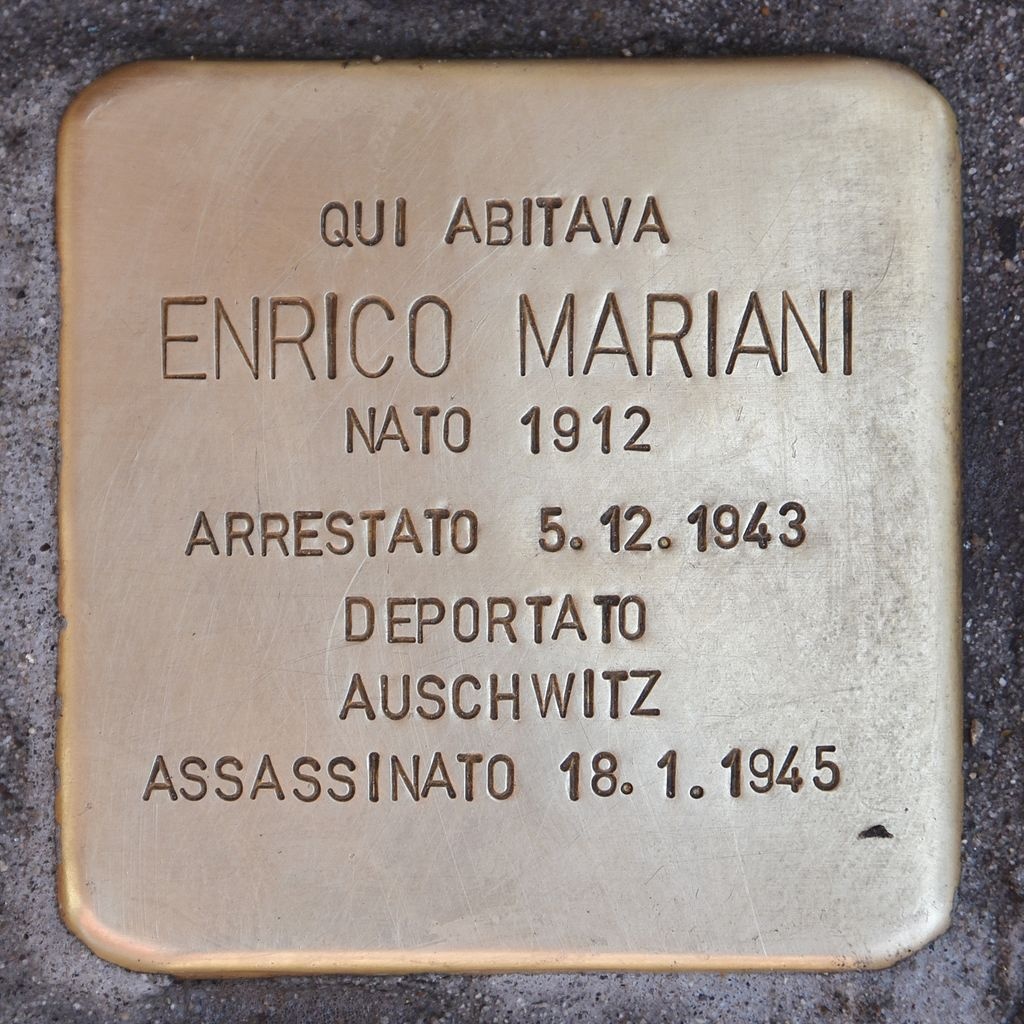 QUI ABITAVA
ENRICO MARIANI
NATO 1912
ARRESTATO 5.12.1943
DEPORTATO
AUSCHWITZ
ASSASSINATO 18.1.1945